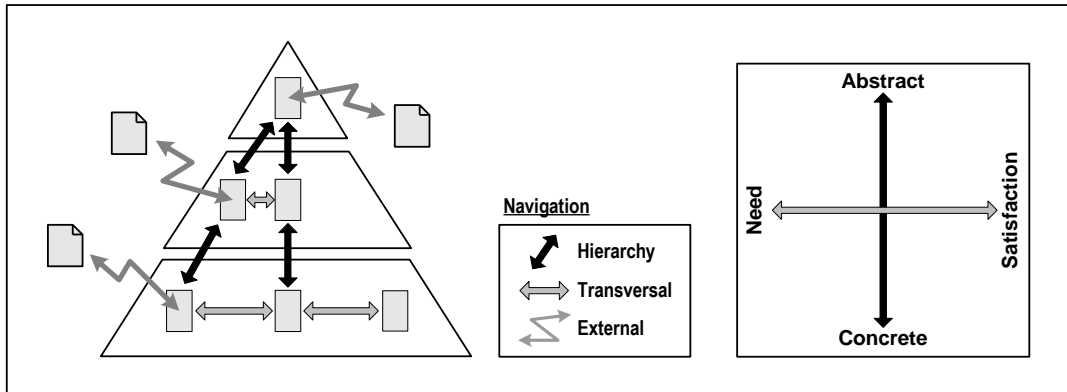 Navigation
Hierarchy
Transversal
External
Abstract
Need
Satisfaction
Concrete